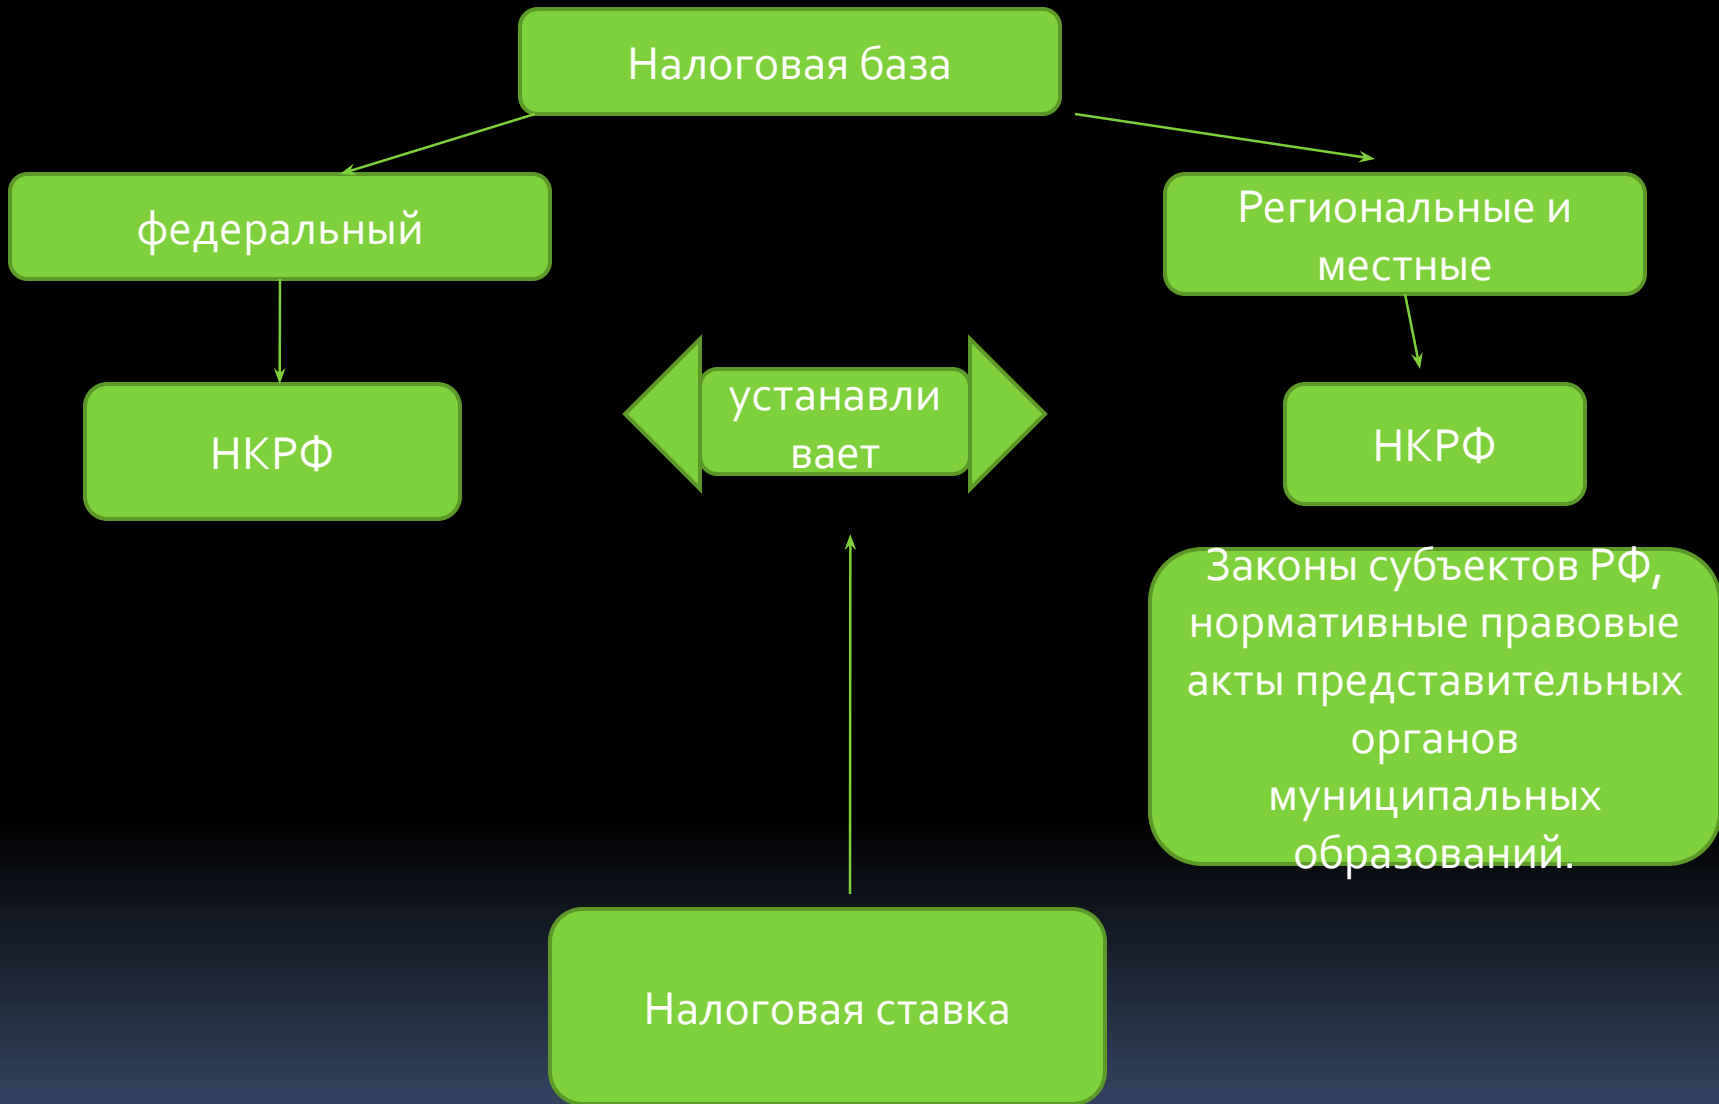 Налоговая база
федеральный
Региональные и
местные
устанавли
вает
НКРФ
НКРФ
Законы субъектов РФ,
нормативные правовые
акты представительных
органов
муниципальных
образований.
Налоговая ставка